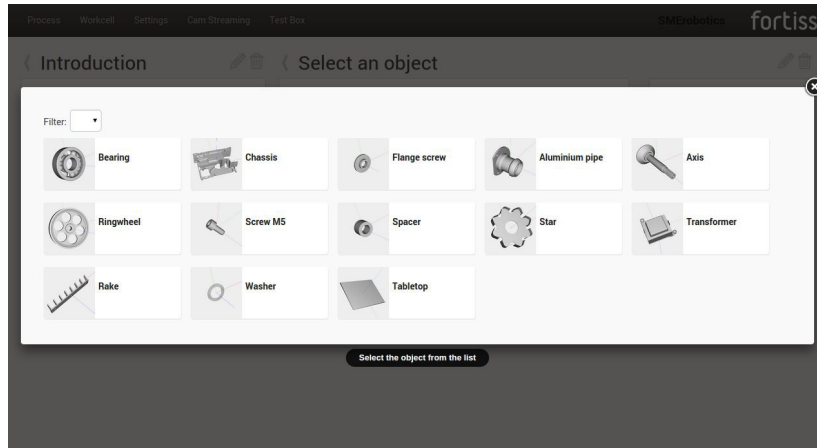 Process Workcell Settings Cam Streaming Test Box
SMErobotics fortiss
Introduction
Select an object
Filter:
Bearing
Chassis
Flange screw
Aluminium pipe
Axis
Ringwheel
Screw M5
Spacer
Star
Transformer
Rake
Washer
Tabletop
Select the object from the list